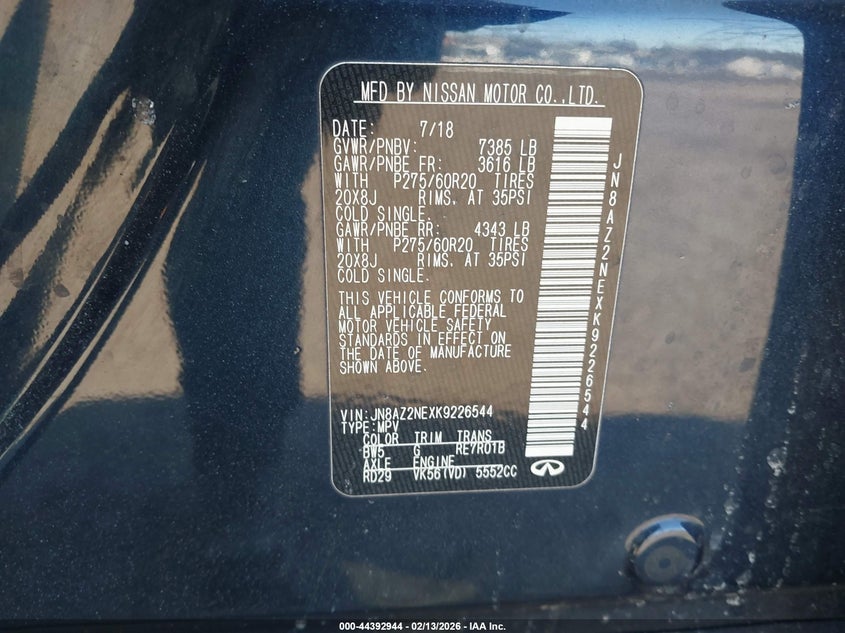 MFD BY NISSAN MOTOR CO.,LTD.
DATE: 7/18
GVWR/PNBV: 7385 LB
GAWR/PNBE FR: 3616 LB
WITH P275/60R20 TIRES
20X8J RIMS. AT 35PSI
COLD SINGLE.
GAWR/PNBE RR: 4343 LB
WITH P275/60R20 TIRES
20X8J RIMS. AT 35PSI
COLD SINGLE.
THIS VEHICLE CONFORMS TO
ALL APPLICABLE FEDERAL
MOTOR VEHICLE SAFETY
STANDARDS IN EFFECT ON
THE DATE OF MANUFACTURE
SHOWN ABOVE.
VIN:JN8AZ2NEXK9226544
TYPE:MPV
COLOR TRIM TRANS
BW5 G RE7R01B
AXLE ENGINE
RD29 VK56(VD) 5552CC
JN8AZ2NEXK9226544
000-44392944 - 02/13/2026 - IAA Inc.